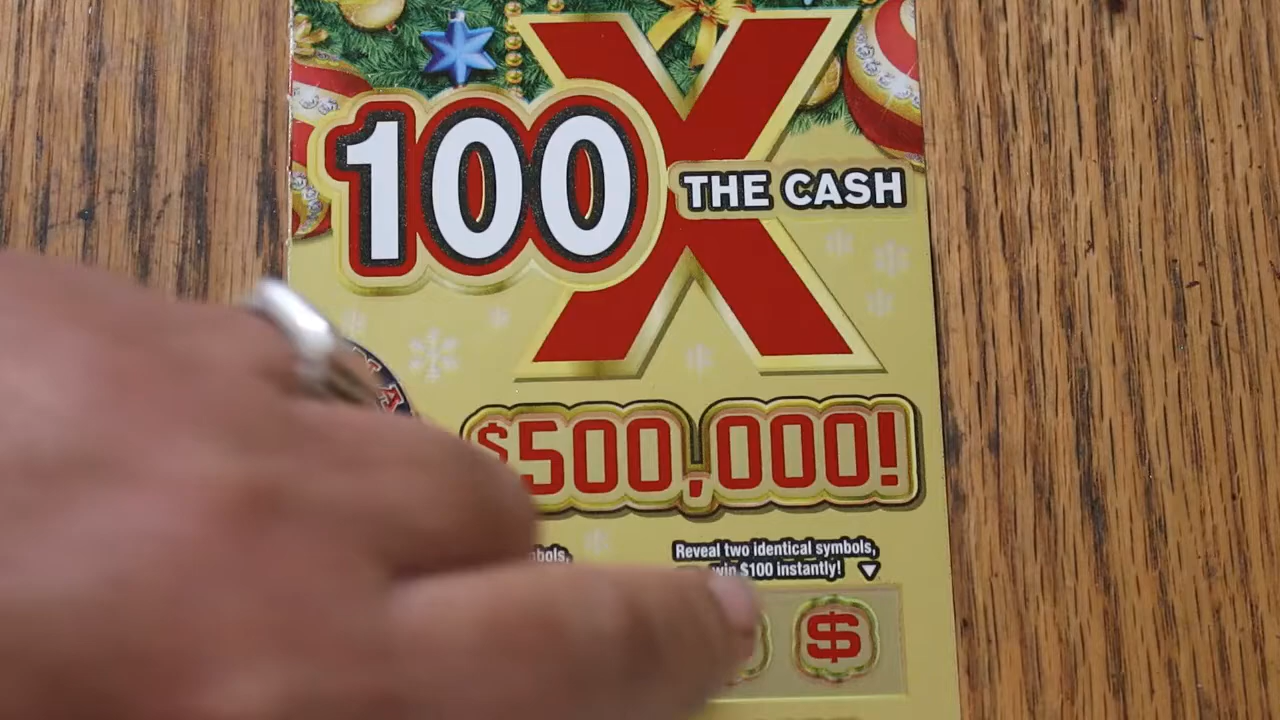 100X
THE CASH
$500,000!
Reveal two identical symbols,
win $100 instantly!
$